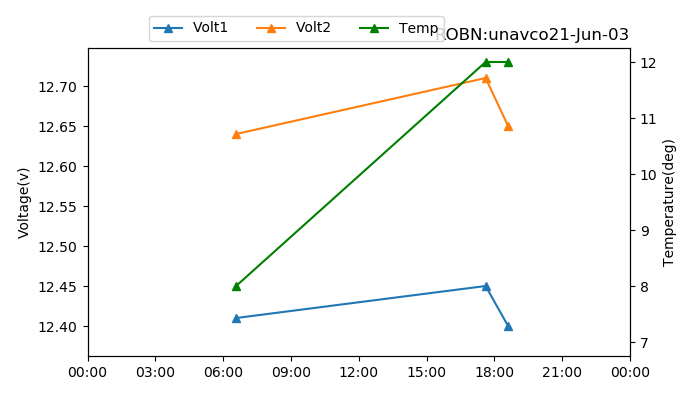 Volt1 Volt2 Temp
ROBN:unavco21-Jun-03
12.70
12.65
12.60
12.55
12.50
12.45
12.40
Voltage(v)
12
11
10
9
8
7
Temperature(deg)
00:00 03:00 06:00 09:00 12:00 15:00 18:00 21:00 00:00